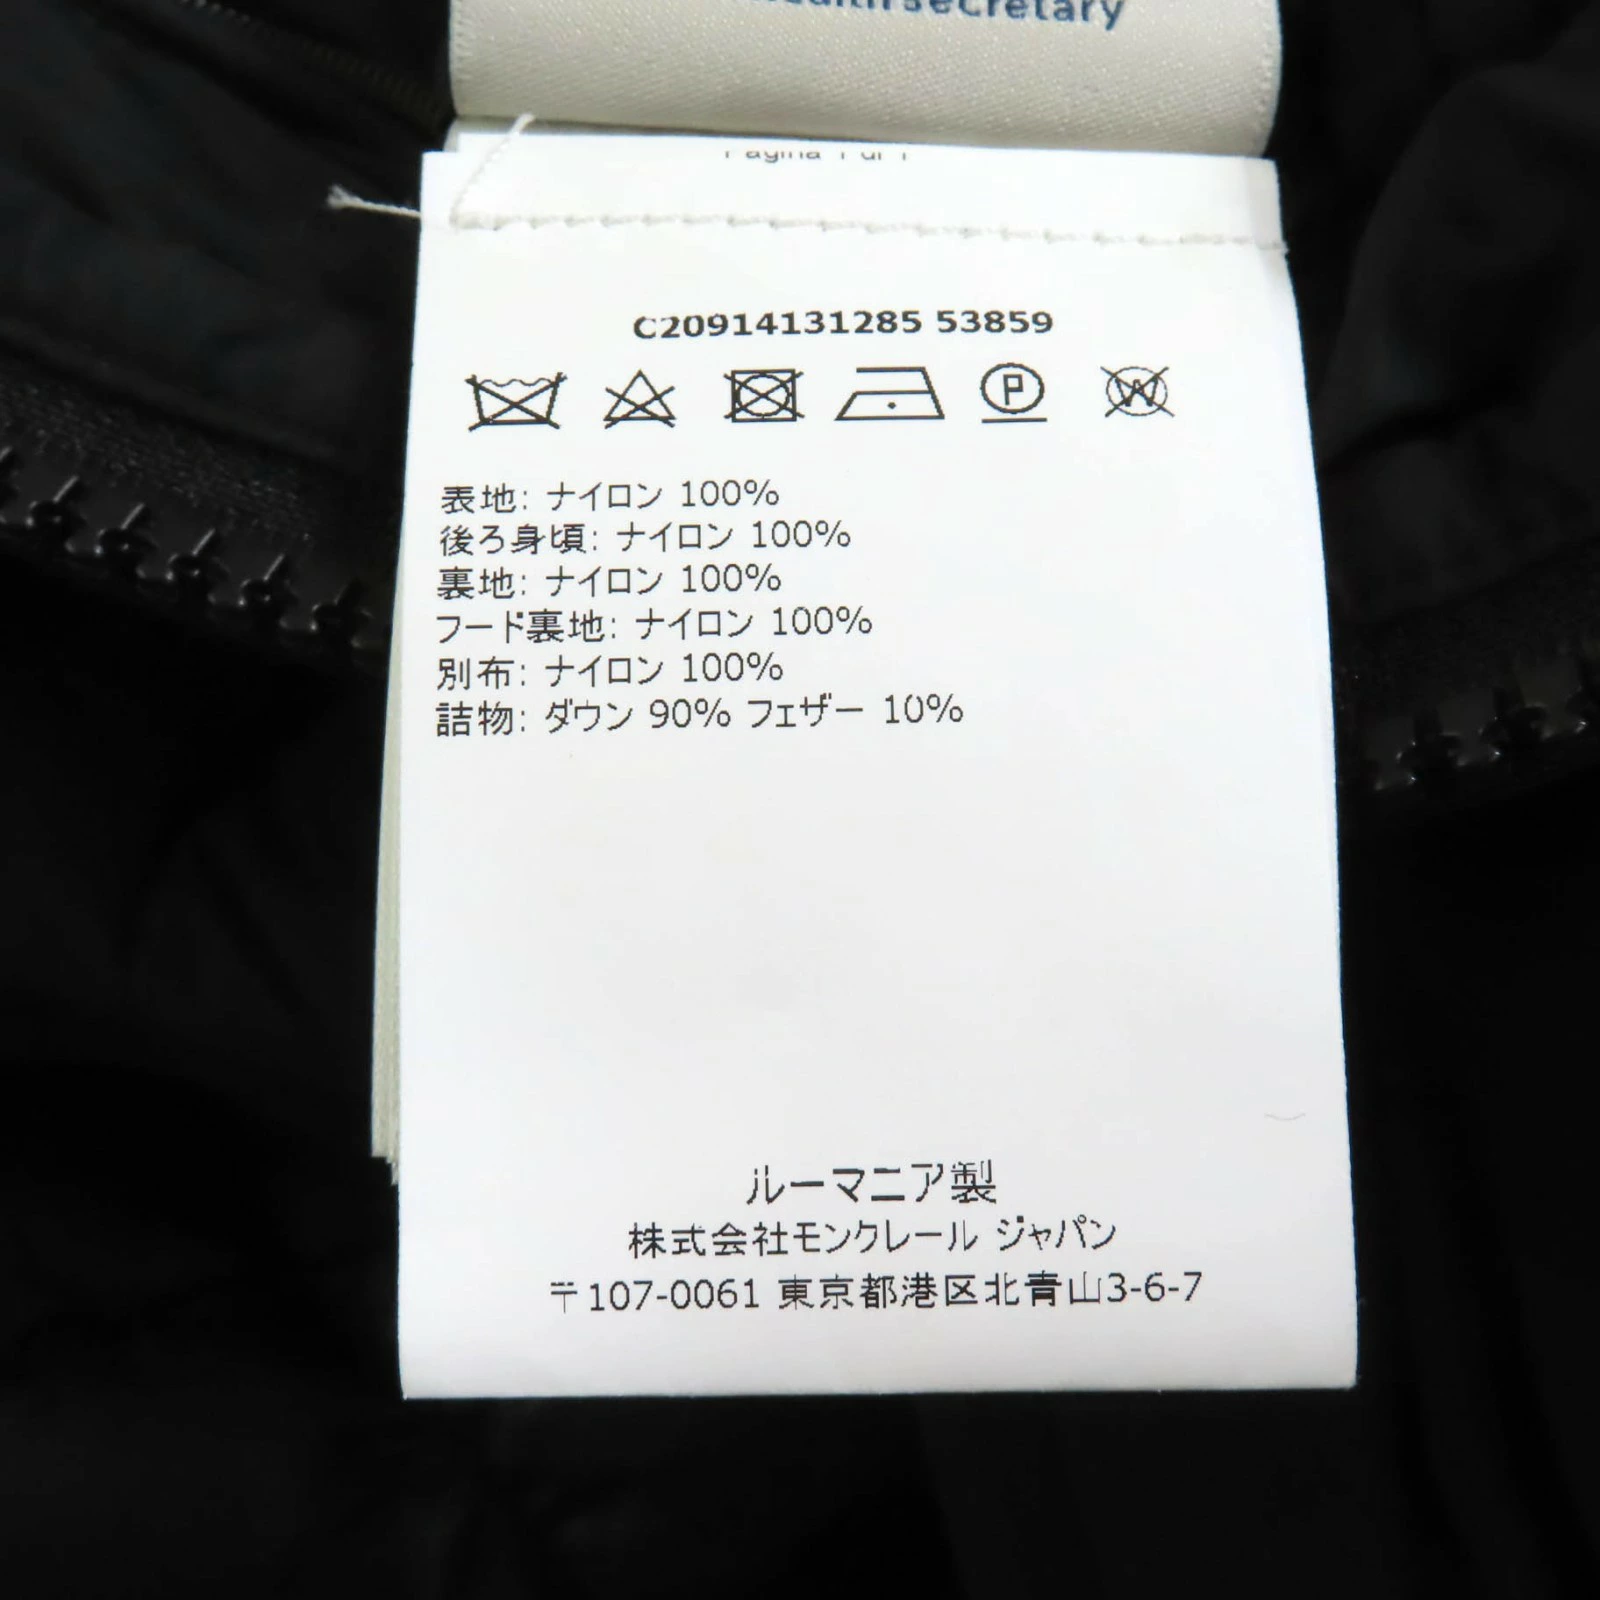 secretary
C20914131285 53859
P
W
表地: ナイロン 100%
後ろ身頃: ナイロン 100%
裏地: ナイロン 100%
フード裏地: ナイロン 100%
別布: ナイロン 100%
詰物: ダウン 90% フェザー 10%
ルーマニア製
株式会社モンクレール ジャパン
〒107-0061 東京都港区北青山3-6-7